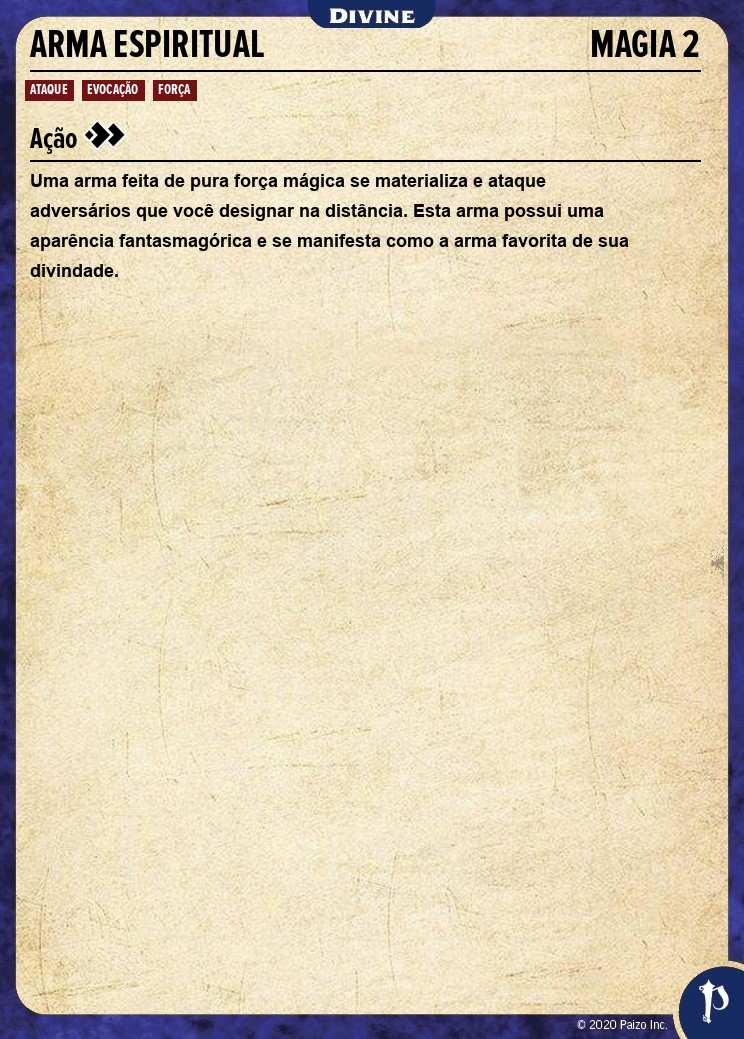 DIVINE
ARMA ESPIRITUAL MAGIA 2
ATAQUE EVOCAÇÃO FORÇA
Ação
Uma arma feita de pura força mágica se materializa e ataque
adversários que você designar na distância. Esta arma possui uma
aparência fantasmagórica e se manifesta como a arma favorita de sua
divindade.
© 2020 Paizo Inc.
P